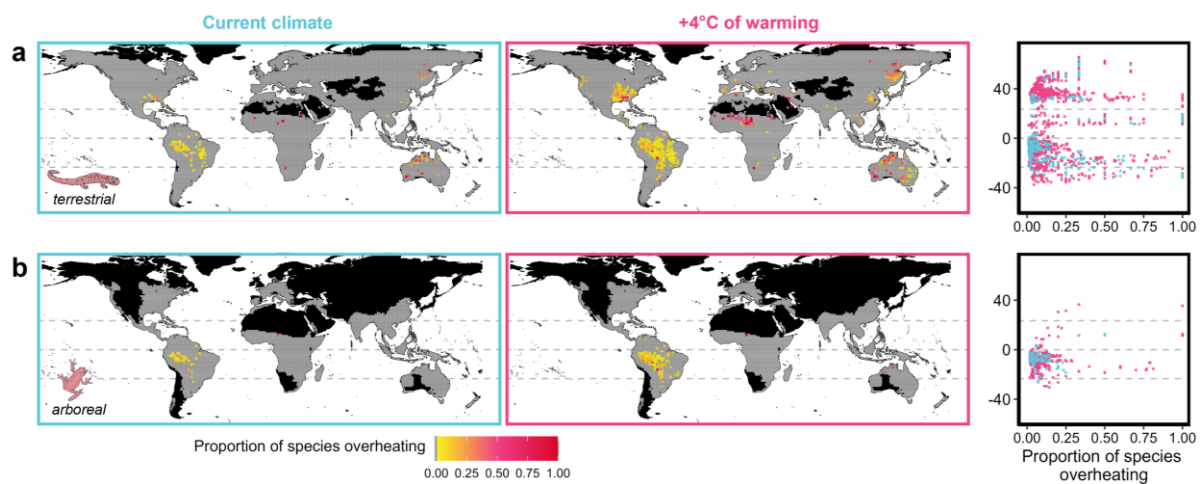 Current climate
+4°C of warming
a
terrestrial
40
0
-40
0.00 0.25 0.50 0.75 1.00
b
arboreal
40
0
-40
0.00 0.25 0.50 0.75 1.00
Proportion of species
overheating
Proportion of species overheating
0.00 0.25 0.50 0.75 1.00